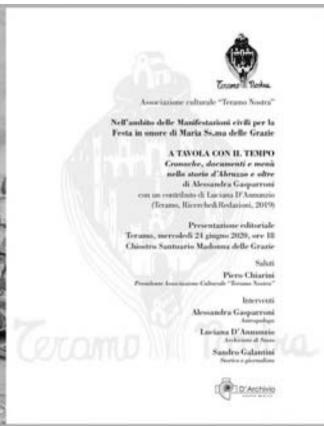 Teramo Nostra
Associazione culturale "Teramo Nostra"
Nell'ambito delle Manifestazioni civili per la
Festa in onore di Maria Ss.ma delle Grazie
A TAVOLA CON IL TEMPO
Cronache, documenti e menù
nella storia d'Abruzzo e oltre
di Alessandra Gasparroni
con un contributo di Luciana D'Annunzio
(Teramo, Ricerche&Redazioni, 2019)
Presentazione editoriale
Teramo, mercoledì 24 giugno 2020, ore 18
Chiostro Santuario Madonna delle Grazie
Saluti
Piero Chiarini
Presidente Associazione Culturale "Teramo Nostra"
Interventi
Alessandra Gasparroni
Antropologa
Luciana D'Annunzio
Archivista di Stato
Sandro Galantini
Storico e giornalista
D'Archivio
Teramo Nostra